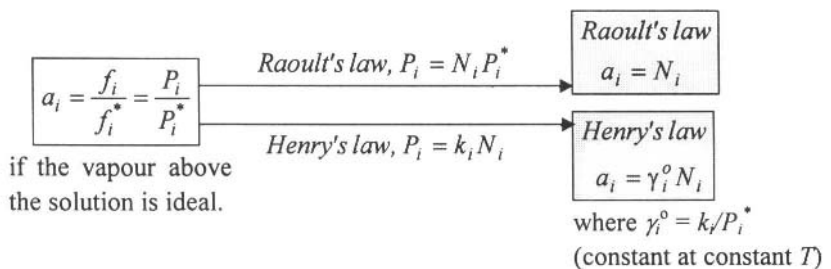 Raoult's law
a_i = N_i
Raoult's law, P_i = N_i P_i^*
a_i = f_i / f_i^* = P_i / P_i^*
Henry's law, P_i = k_i N_i
Henry's law
a_i = γ_i^o N_i
if the vapour above
the solution is ideal.
where γ_i^o = k_i/P_i^*
(constant at constant T)